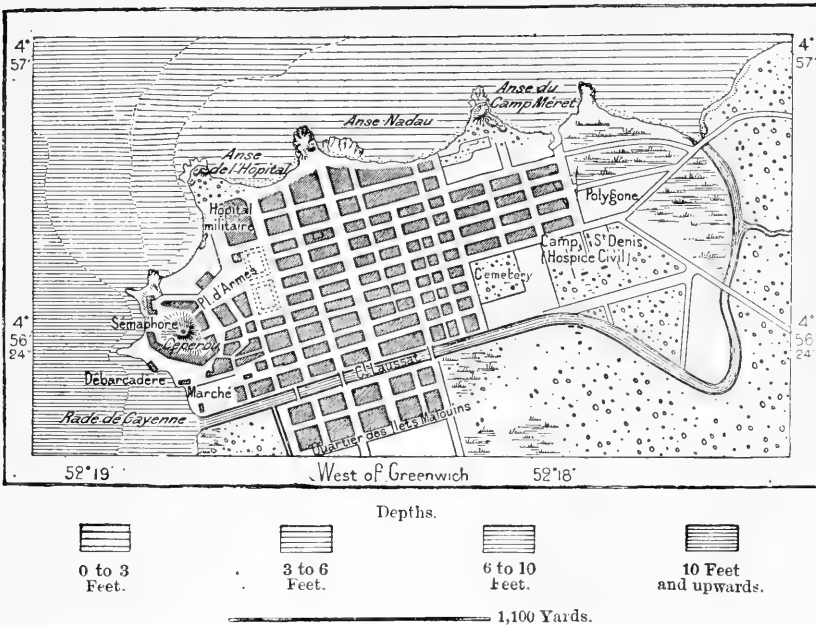 4° 57'
4° 57'
Anse du
Camp Méret
Anse Nadau
Anse
de l'Hôpital
Hôpital
militaire
Polygone
Camp, St Denis
(Hospice Civil)
Pl. d'Armes
Cemetery
Sémaphore
Céperou
4° 56' 24"
4° 56' 24"
Cl. Laussat
Débarcadère
Marché
Rade de Cayenne
Quartier des Ilets Malouins
52°19'
West of Greenwich
52°18'
Depths.
0 to 3
Feet.
3 to 6
Feet.
6 to 10
Feet.
10 Feet
and upwards.
1,100 Yards.